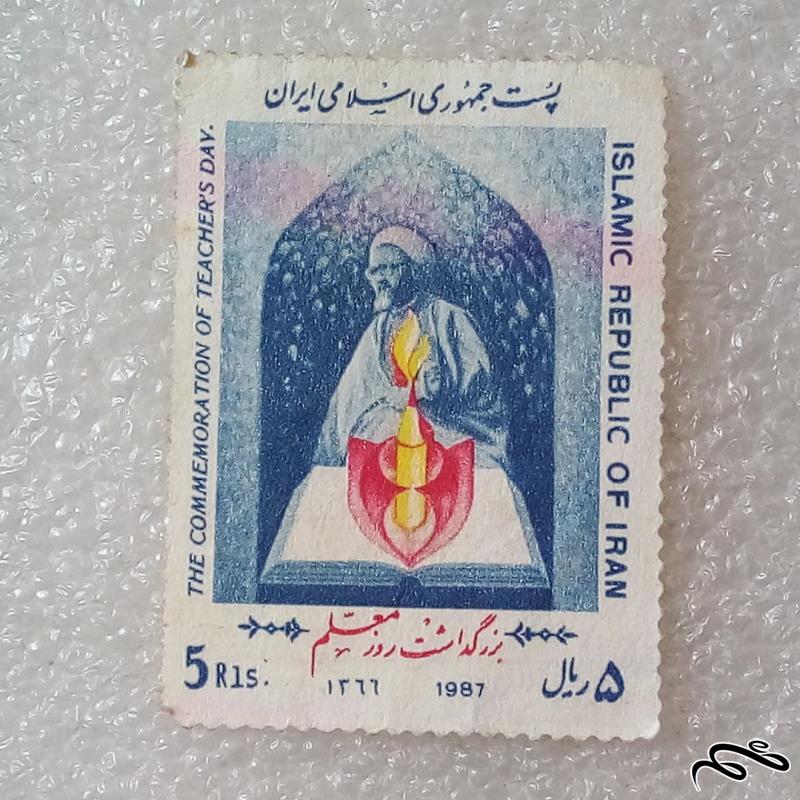 پست جمهوری اسلامی ایران
THE COMMEMORATION OF TEACHER'S DAY.
ISLAMIC REPUBLIC OF IRAN
بزرگداشت روز معلّم
5 Rls.
۱۳۶۶
1987
۵ ریال